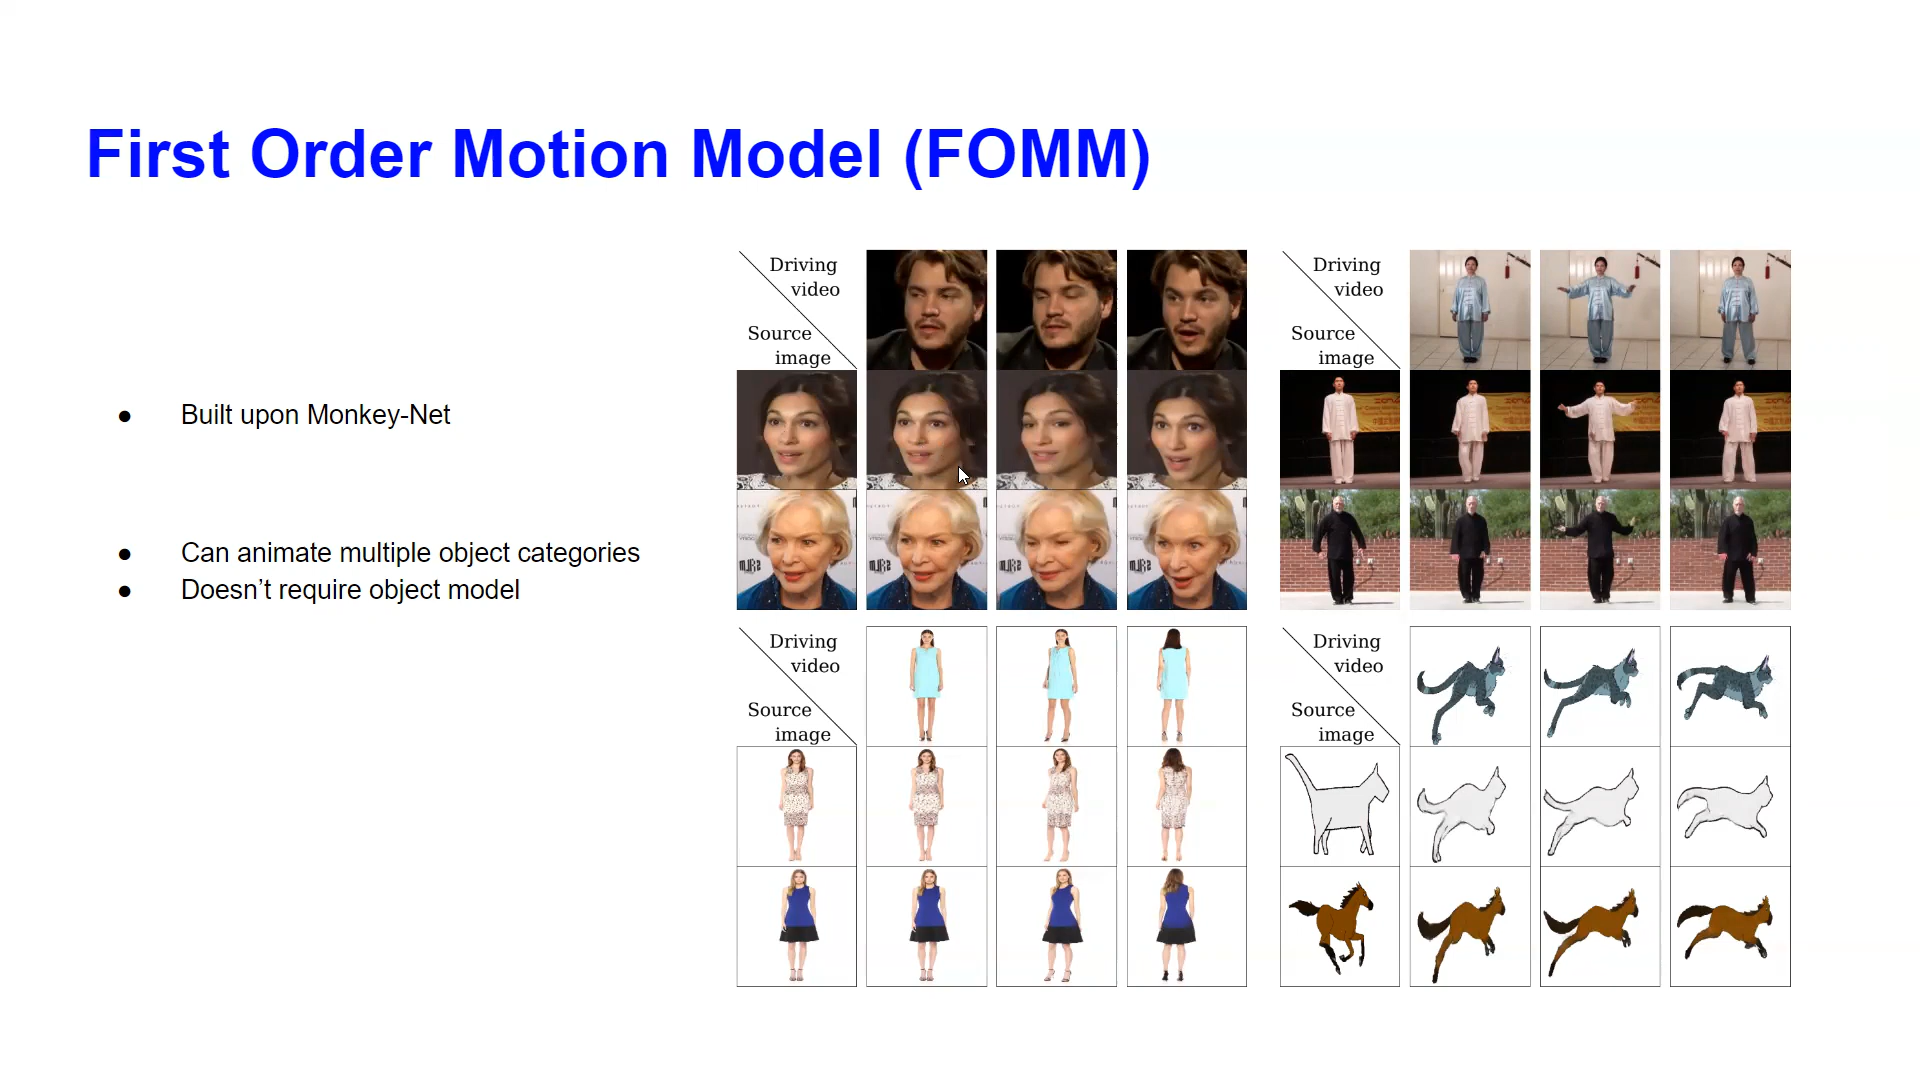 First Order Motion Model (FOMM)
● Built upon Monkey-Net
● Can animate multiple object categories
● Doesn’t require object model
Driving
video
Source
image
Driving
video
Source
image
Driving
video
Source
image
Driving
video
Source
image